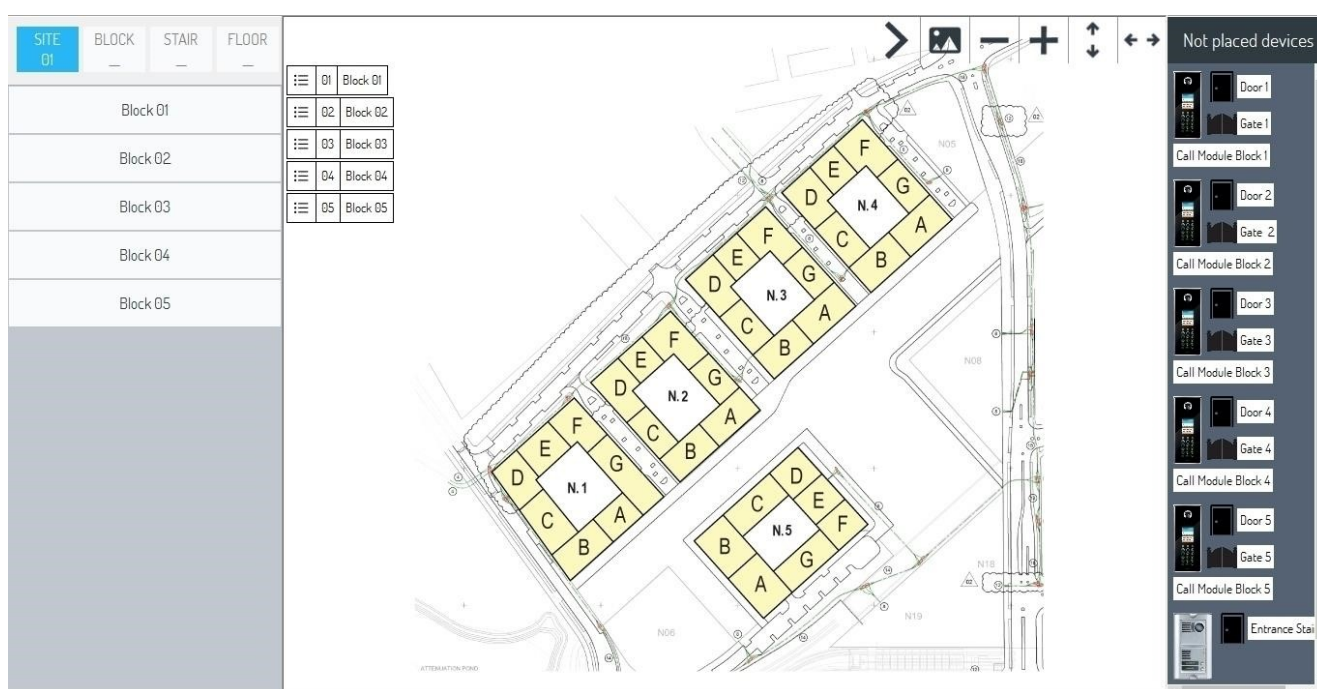 SITE
01
BLOCK
—
STAIR
—
FLOOR
—
Block 01
Block 02
Block 03
Block 04
Block 05
01 Block 01
02 Block 02
03 Block 03
04 Block 04
05 Block 05
F
E G
D N.4 A
C B
F
E G
D N.3 A
C B
F
E G
D N.2 A
C B
F
E G
D N.1 A
C B
D
C E
B N.5 F
A G
N05
N08
N18
N19
N06
02
02
ATTENUATION POND
Not placed devices
Door 1
Gate 1
Call Module Block 1
Door 2
Gate 2
Call Module Block 2
Door 3
Gate 3
Call Module Block 3
Door 4
Gate 4
Call Module Block 4
Door 5
Gate 5
Call Module Block 5
Entrance Stai